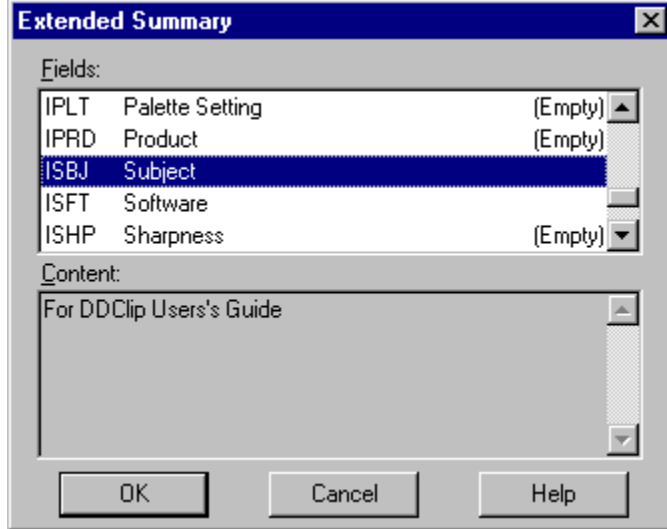 Extended Summary
Fields:
IPLT Palette Setting (Empty)
IPRD Product (Empty)
ISBJ Subject
ISFT Software
ISHP Sharpness (Empty)
Content:
For DDClip Users's Guide
OK Cancel Help